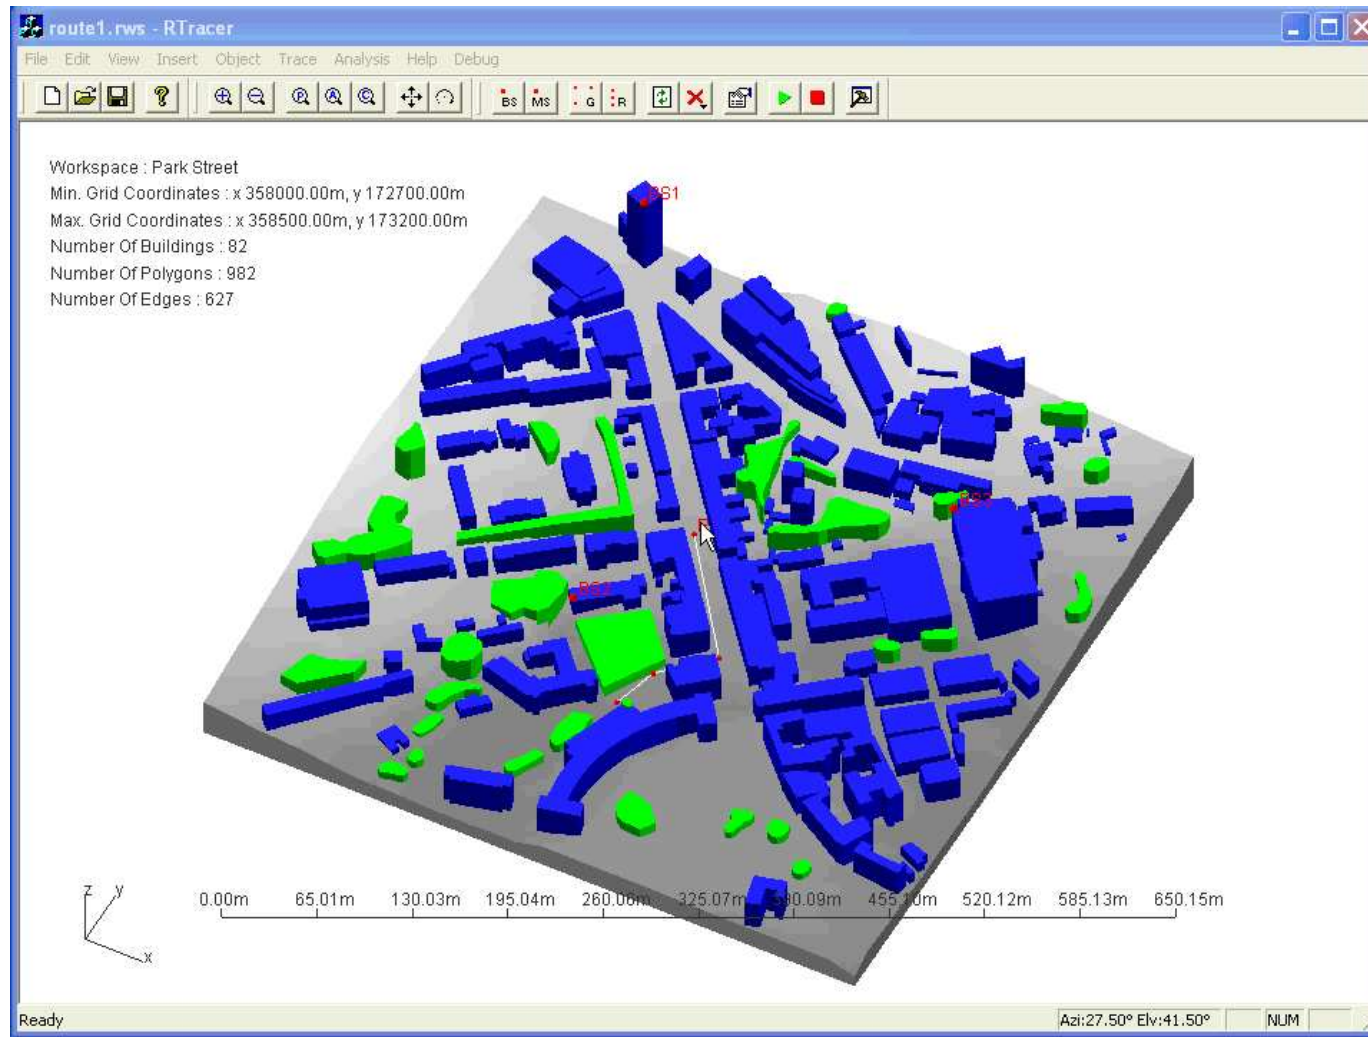 route1.rws - RTracer
File Edit View Insert Object Trace Analysis Help Debug
BS MS G R
Workspace : Park Street
Min. Grid Coordinates : x 358000.00m, y 172700.00m
Max. Grid Coordinates : x 358500.00m, y 173200.00m
Number Of Buildings : 82
Number Of Polygons : 982
Number Of Edges : 627
BS1
z y x
0.00m 65.01m 130.03m 195.04m 260.06m 325.07m 390.09m 455.10m 520.12m 585.13m 650.15m
Ready
Azi:27.50° Elv:41.50° NUM